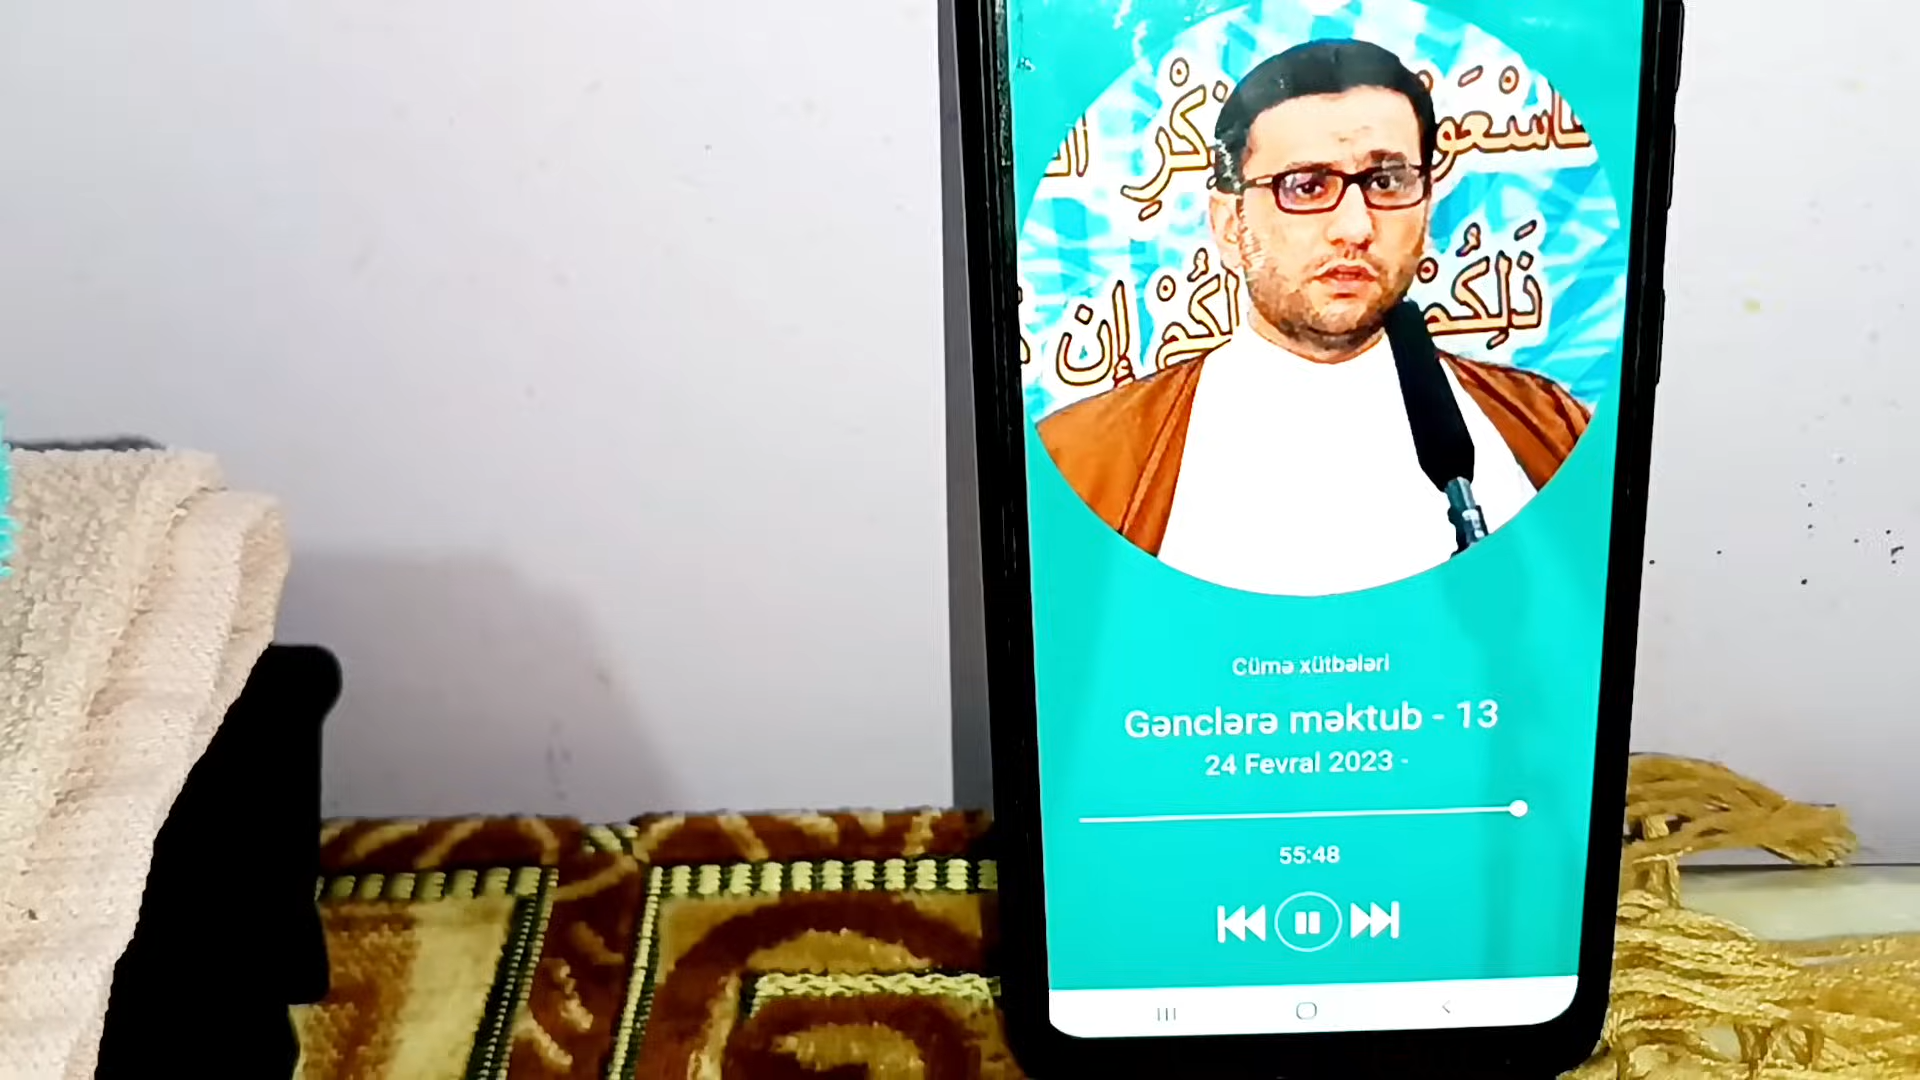 ذِكْرِ
ذَلِكُمْ
لَكُمْ إِن
Cümə xütbələri
Gənclərə məktub - 13
24 Fevral 2023 -
55:48